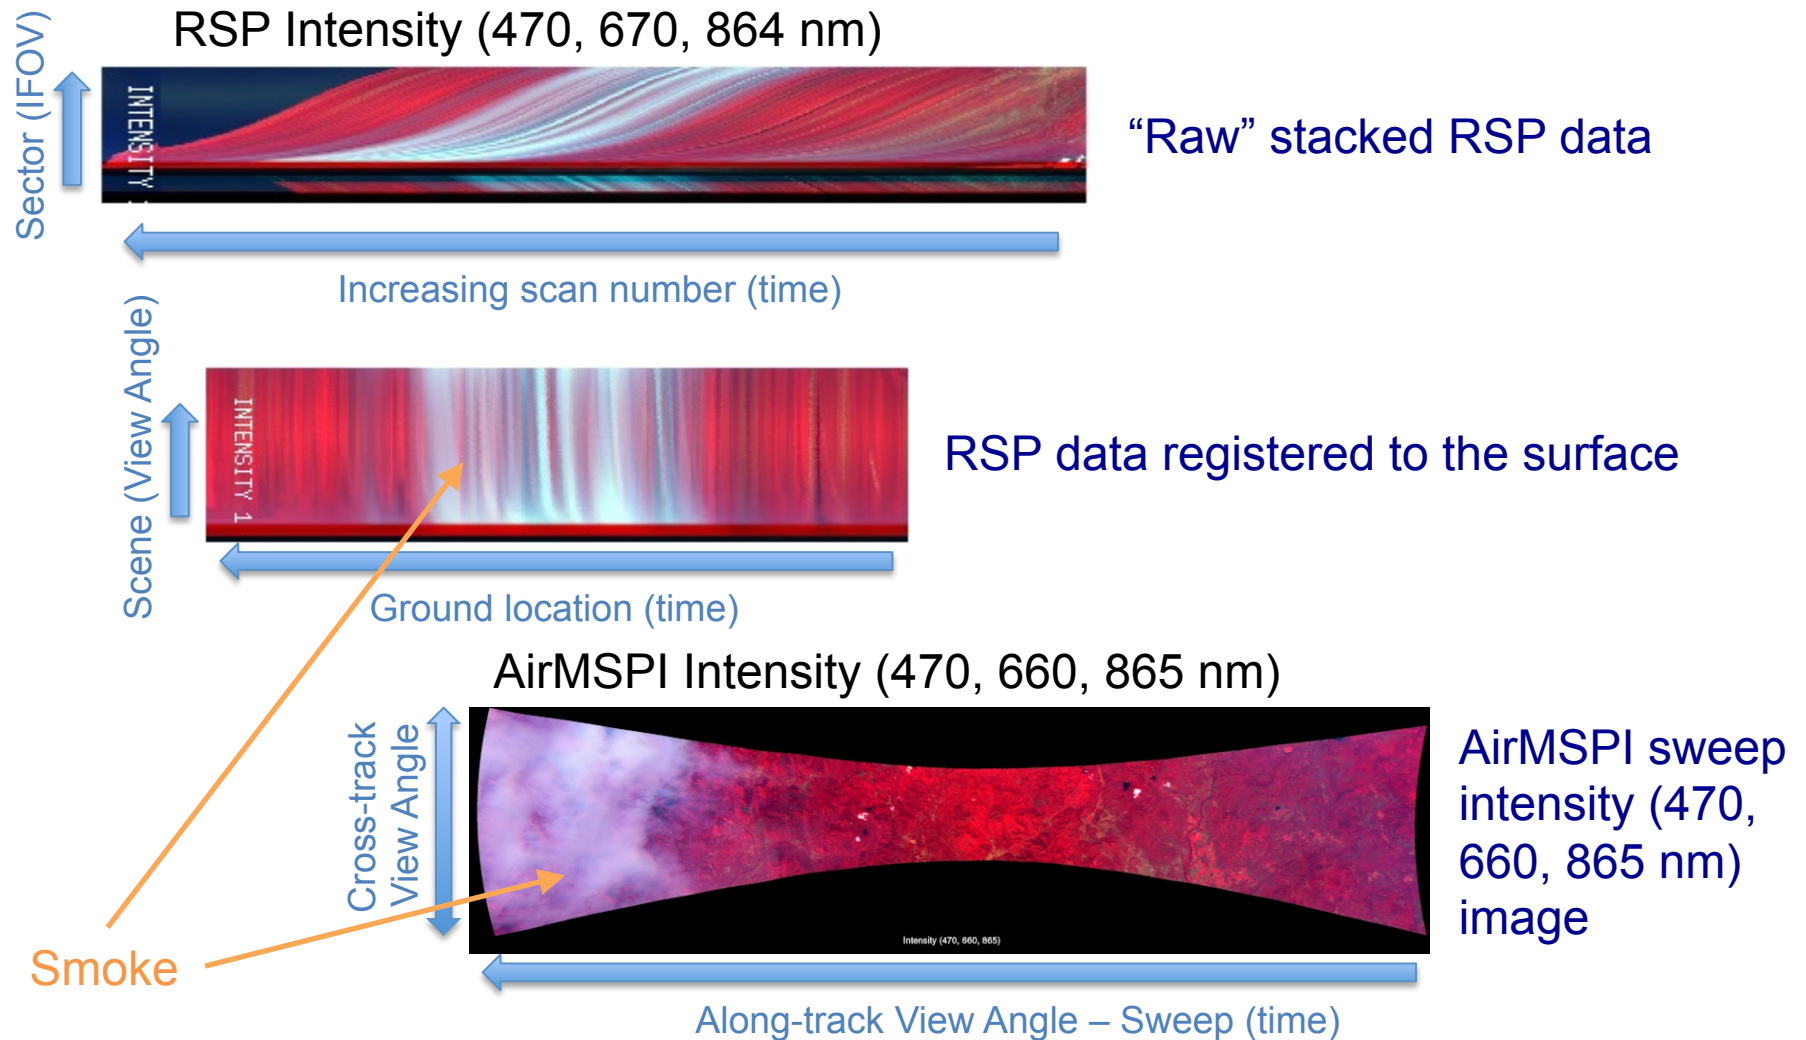 RSP Intensity (470, 670, 864 nm)
Sector (IFOV)
INTENSITY
“Raw” stacked RSP data
Increasing scan number (time)
Scene (View Angle)
INTENSITY 1
RSP data registered to the surface
Ground location (time)
AirMSPI Intensity (470, 660, 865 nm)
Cross-track
View Angle
Intensity (470, 660, 865)
AirMSPI sweep
intensity (470,
660, 865 nm)
image
Smoke
Along-track View Angle – Sweep (time)